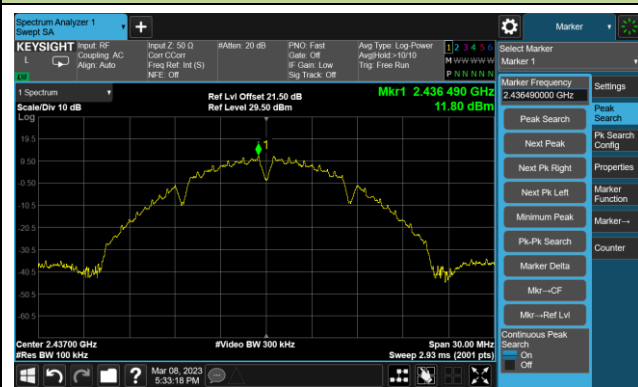 Spectrum Analyzer 1
Swept SA
Marker
KEYSIGHT
Input: RF
Coupling: AC
Align: Auto
Input Z: 50 Ω
Corr CCorr
Freq Ref: Int (S)
NFE: Off
#Atten: 20 dB
PNO: Fast
Gate: Off
IF Gain: Low
Sig Track: Off
Avg Type: Log-Power
Avg|Hold:>10/10
Trig: Free Run
1 2 3 4 5 6
M W W W W W
P N N N N N
L
Select Marker
Marker 1
1 Spectrum
Scale/Div 10 dB
Log
Ref Lvl Offset 21.50 dB
Ref Level 29.50 dBm
Mkr1 2.436 490 GHz
11.80 dBm
Marker Frequency
2.436490000 GHz
Peak Search
Next Peak
Next Pk Right
Next Pk Left
Minimum Peak
Pk-Pk Search
Marker Delta
Mkr→CF
Mkr→Ref Lvl
Continuous Peak
Search
On
Off
Settings
Peak
Search
Pk Search
Config
Properties
Marker
Function
Marker→
Counter
1
19.5
9.50
-0.500
-10.5
-20.5
-30.5
-40.5
-50.5
-60.5
Center 2.43700 GHz
#Res BW 100 kHz
#Video BW 300 kHz
Span 30.00 MHz
Sweep 2.93 ms (2001 pts)
Mar 08, 2023
5:33:18 PM